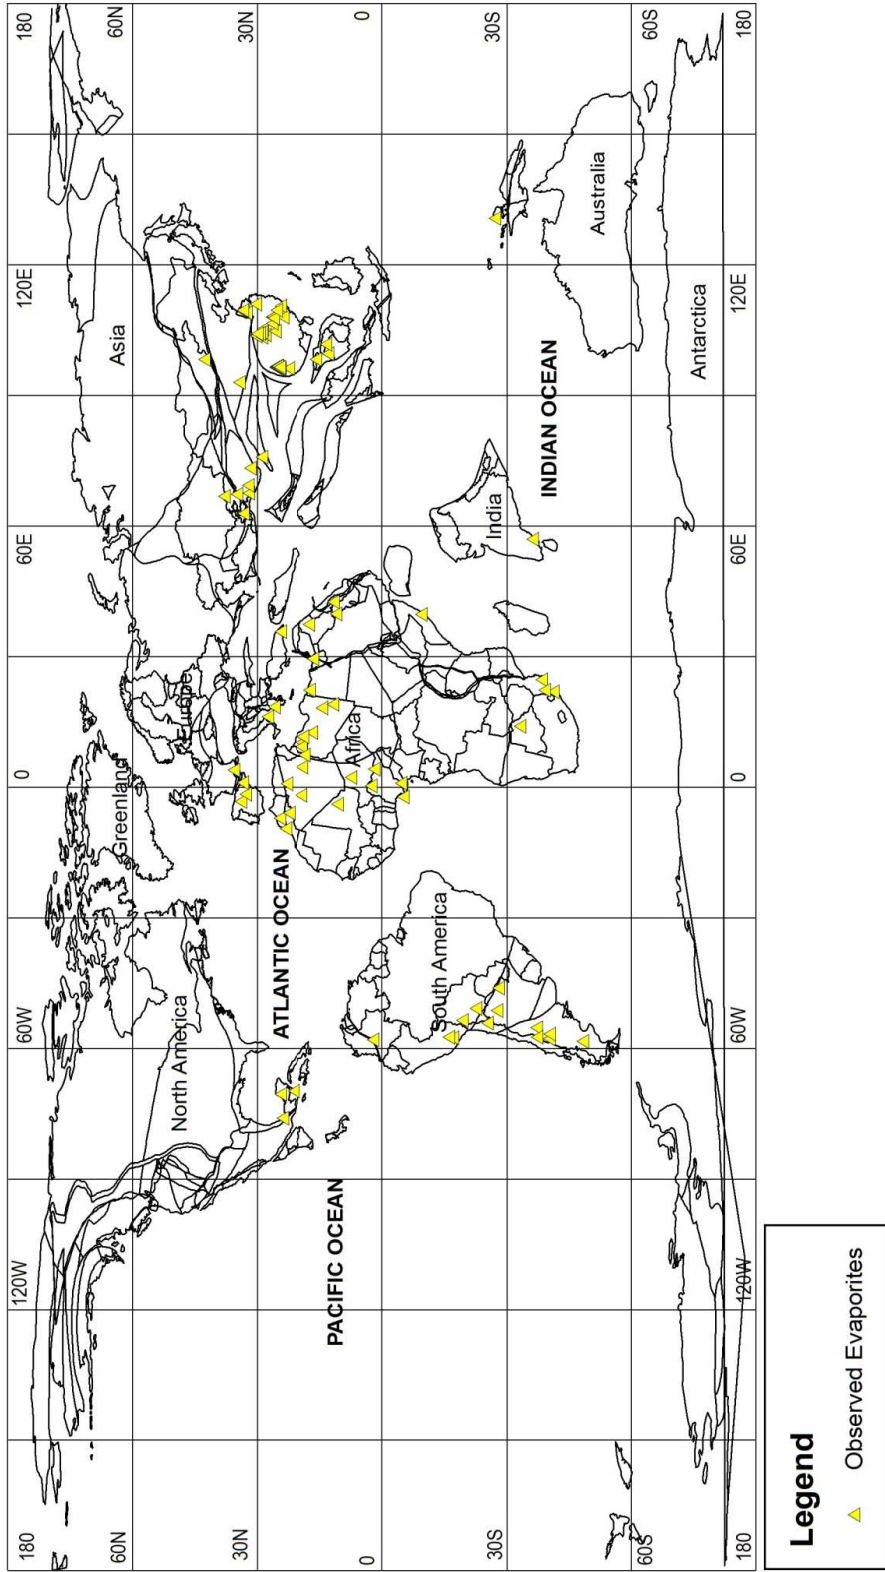 180 120W 60W 0 60E 120E 180
60N Greenland Asia 60N
North America Europe
30N 30N
ATLANTIC OCEAN
PACIFIC OCEAN
Africa
0 0
South America
30S India 30S
INDIAN OCEAN
Australia
60S 60S
Antarctica
180 120W 60W 0 60E 120E 180
Legend
Observed Evaporites